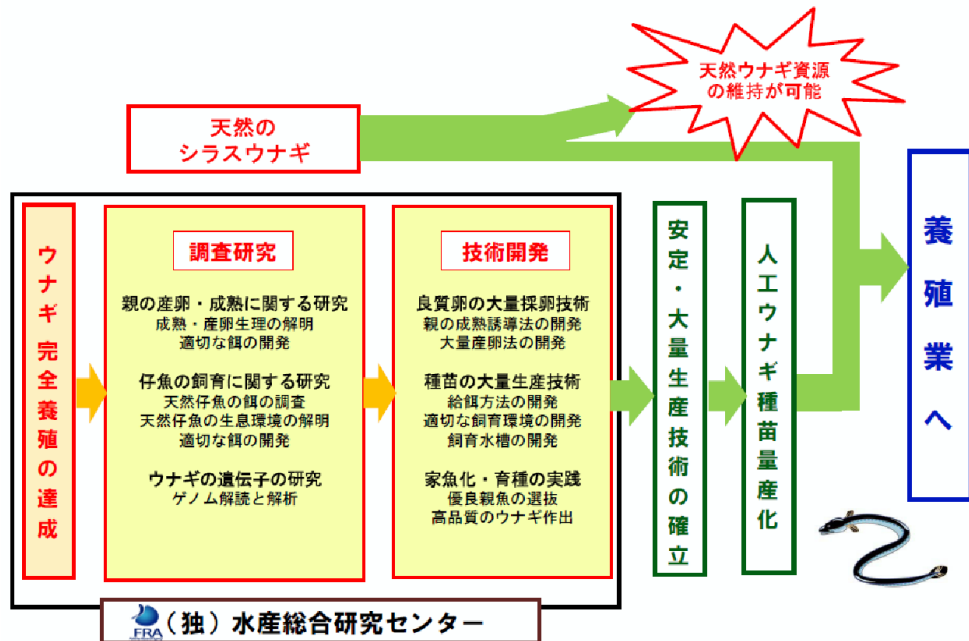 天然ウナギ資源
の維持が可能
天然の
シラスウナギ
ウナギ 完全養殖の達成
調査研究
親の産卵・成熟に関する研究
成熟・産卵生理の解明
適切な餌の開発
仔魚の飼育に関する研究
天然仔魚の餌の調査
天然仔魚の生息環境の解明
適切な餌の開発
ウナギの遺伝子の研究
ゲノム解読と解析
技術開発
良質卵の大量採卵技術
親の成熟誘導法の開発
大量産卵法の開発
種苗の大量生産技術
給餌方法の開発
適切な飼育環境の開発
飼育水槽の開発
家魚化・育種の実践
優良親魚の選抜
高品質のウナギ作出
安定・大量生産技術の確立
人工ウナギ種苗量産化
養殖業へ
FRA
（独）水産総合研究センター